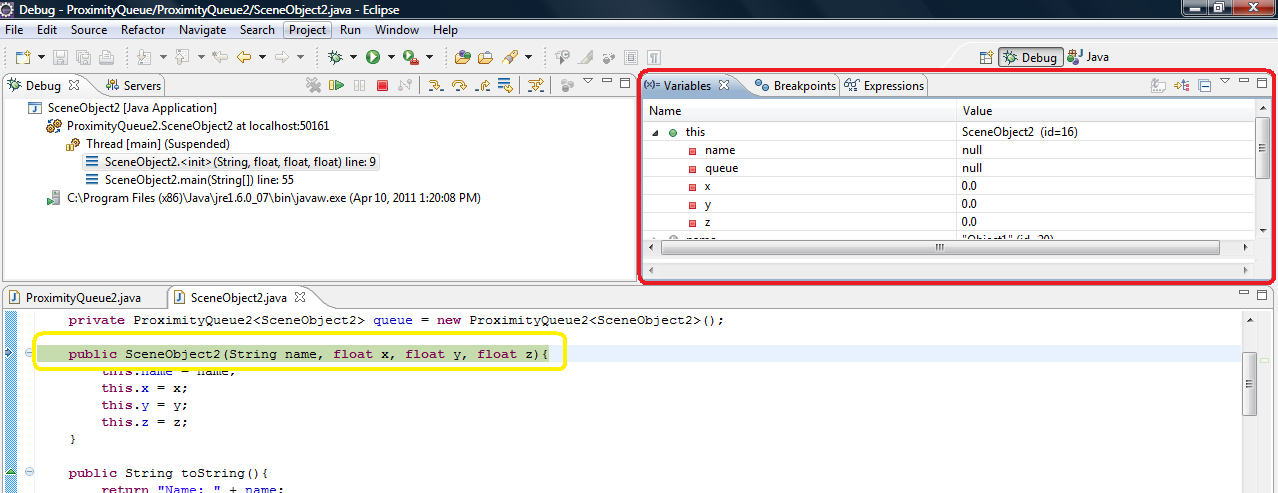 Debug - ProximityQueue/ProximityQueue2/SceneObject2.java - Eclipse
File Edit Source Refactor Navigate Search Project Run Window Help
Debug Java
Debug Servers
SceneObject2 [Java Application]
ProximityQueue2.SceneObject2 at localhost:50161
Thread [main] (Suspended)
SceneObject2.<init>(String, float, float, float) line: 9
SceneObject2.main(String[]) line: 55
C:\Program Files (x86)\Java\jre1.6.0_07\bin\javaw.exe (Apr 10, 2011 1:20:08 PM)
(x)= Variables Breakpoints Expressions
Name Value
this SceneObject2 (id=16)
name null
queue null
x 0.0
y 0.0
z 0.0
name "Object1" (id=20)
ProximityQueue2.java SceneObject2.java
private ProximityQueue2<SceneObject2> queue = new ProximityQueue2<SceneObject2>();
public SceneObject2(String name, float x, float y, float z){
this.name = name;
this.x = x;
this.y = y;
this.z = z;
}
public String toString(){
return "Name: " + name;